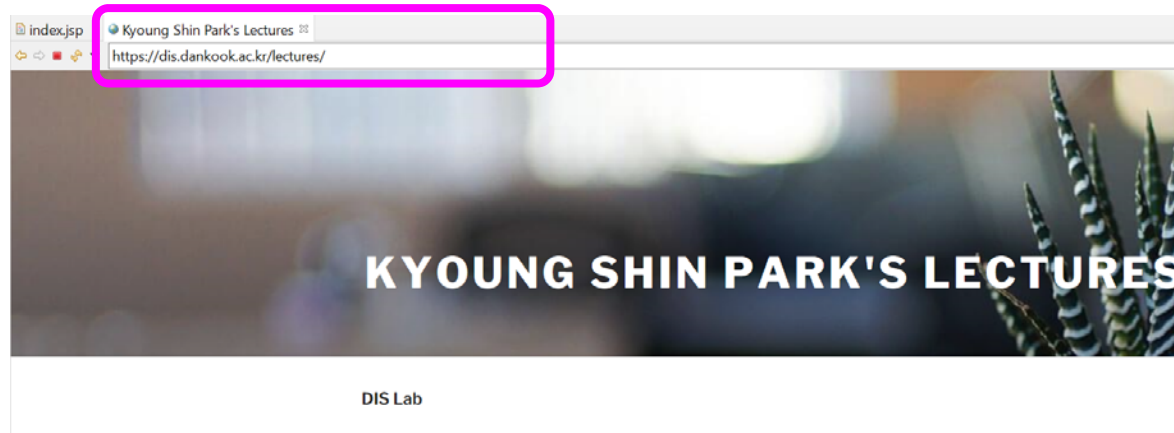 index.jsp Kyoung Shin Park's Lectures
https://dis.dankook.ac.kr/lectures/
KYOUNG SHIN PARK'S LECTURES
DIS Lab